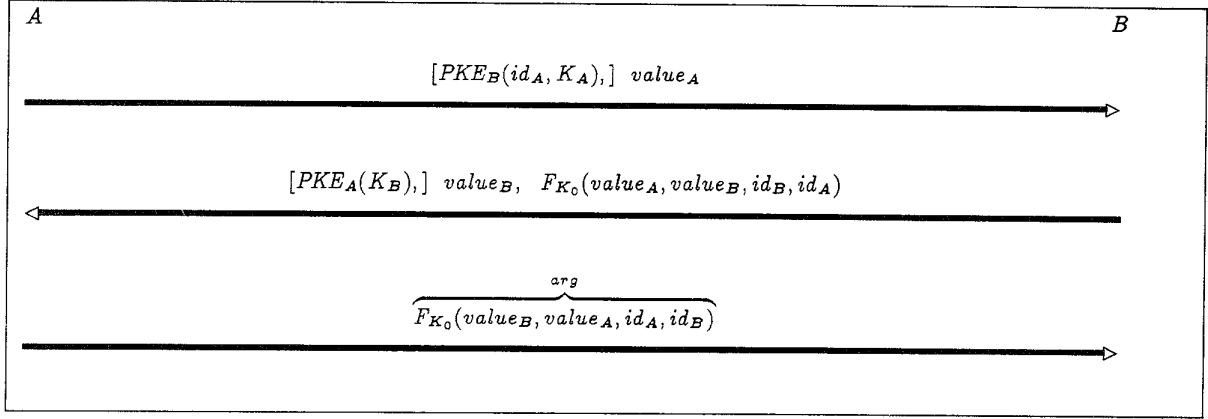 A B
[PKE_B(id_A, K_A),] value_A
[PKE_A(K_B),] value_B, F_{K_0}(value_A, value_B, id_B, id_A)
arg
F_{K_0}(value_B, value_A, id_A, id_B)